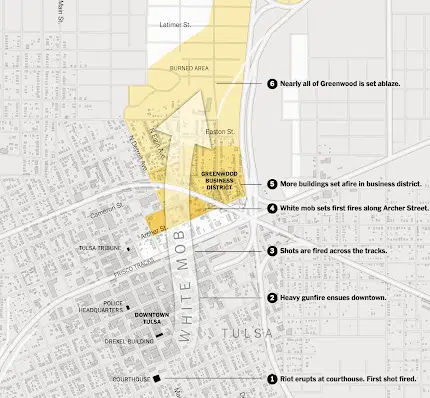 Main St.
Latimer St.
BURNED AREA
6 Nearly all of Greenwood is set ablaze.
Easton St.
N Elgin Ave.
N Detroit Ave.
GREENWOOD
BUSINESS
DISTRICT
5 More buildings set afire in business district.
Cameron St.
4 White mob sets first fires along Archer Street.
Archer St.
TULSA TRIBUNE
3 Shots are fired across the tracks.
FRISCO TRACKS
WHITE MOB
2 Heavy gunfire ensues downtown.
POLICE
HEADQUARTERS
DOWNTOWN
TULSA
TULSA
DREXEL BUILDING
COURTHOUSE
1 Riot erupts at courthouse. First shot fired.